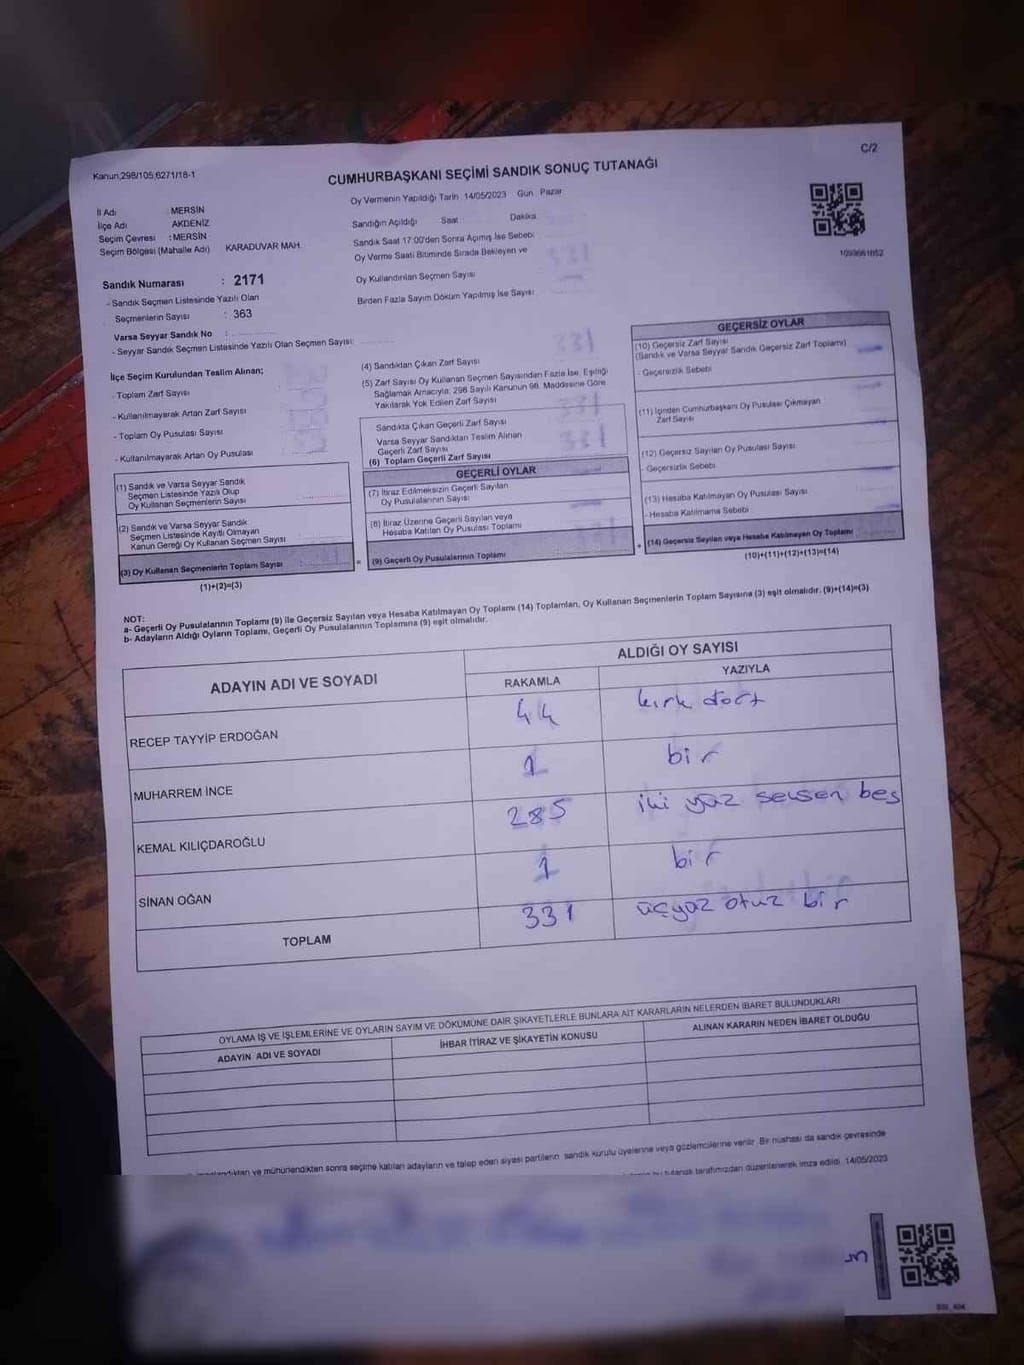 C/2
Kanun,298/105;6271/18-1
CUMHURBAŞKANI SEÇİMİ SANDIK SONUÇ TUTANAĞI
Oy Vermenin Yapıldığı Tarih 14/05/2023 Gün Pazar
İl Adı : MERSİN
İlçe Adı AKDENİZ
Seçim Çevresi : MERSİN
Seçim Bölgesi (Mahalle Adı) KARADUVAR MAH.
Sandığın Açıldığı Saat Dakika
Sandık Saat 17:00'den Sonra Açılmış İse Sebebi
Oy Verme Saati Bitiminde Sırada Bekleyen ve
Oy Kullandırılan Seçmen Sayısı
Birden Fazla Sayım Döküm Yapılmış İse Sayısı
1093661652
Sandık Numarası : 2171
- Sandık Seçmen Listesinde Yazılı Olan
Seçmenlerin Sayısı : 363
Varsa Seyyar Sandık No :
- Seyyar Sandık Seçmen Listesinde Yazılı Olan Seçmen Sayısı:
İlçe Seçim Kurulundan Teslim Alınan;
- Toplam Zarf Sayısı
- Kullanılmayarak Artan Zarf Sayısı
- Toplam Oy Pusulası Sayısı
- Kullanılmayarak Artan Oy Pusulası
(1) Sandık ve Varsa Seyyar Sandık
Seçmen Listesinde Yazılı Olup
Oy Kullanan Seçmenlerin Sayısı
(2) Sandık ve Varsa Seyyar Sandık
Seçmen Listesinde Kayıtlı Olmayan
Kanun Gereği Oy Kullanan Seçmen Sayısı
(3) Oy Kullanan Seçmenlerin Toplam Sayısı
(1)+(2)=(3)
(4) Sandıktan Çıkan Zarf Sayısı 331
(5) Zarf Sayısı Oy Kullanan Seçmen Sayısından Fazla İse, Eşitliği
Sağlamak Amacıyla, 298 Sayılı Kanunun 98. Maddesine Göre
Yakılarak Yok Edilen Zarf Sayısı
Sandıkta Çıkan Geçerli Zarf Sayısı 331
Varsa Seyyar Sandıktan Teslim Alınan
Geçerli Zarf Sayısı
(6) Toplam Geçerli Zarf Sayısı 331
GEÇERLİ OYLAR
(7) İtiraz Edilmeksizin Geçerli Sayılan
Oy Pusulalarının Sayısı
(8) İtiraz Üzerine Geçerli Sayılan veya
Hesaba Katılan Oy Pusulası Toplamı
= (9) Geçerli Oy Pusulalarının Toplamı
GEÇERSİZ OYLAR
(10) Geçersiz Zarf Sayısı
(Sandık ve Varsa Seyyar Sandık Geçersiz Zarf Toplamı)
- Geçersizlik Sebebi
(11) İçinden Cumhurbaşkanı Oy Pusulası Çıkmayan
Zarf Sayısı
(12) Geçersiz Sayılan Oy Pusulası Sayısı
- Geçersizlik Sebebi
(13) Hesaba Katılmayan Oy Pusulası Sayısı
- Hesaba Katılmama Sebebi
+ (14) Geçersiz Sayılan veya Hesaba Katılmayan Oy Toplamı
(10)+(11)+(12)+(13)=(14)
NOT:
a- Geçerli Oy Pusulalarının Toplamı (9) ile Geçersiz Sayılan veya Hesaba Katılmayan Oy Toplamı (14) Toplamları, Oy Kullanan Seçmenlerin Toplam Sayısına (3) eşit olmalıdır. (9)+(14)=(3)
b- Adayların Aldığı Oyların Toplamı, Geçerli Oy Pusulalarının Toplamına (9) eşit olmalıdır.
ADAYIN ADI VE SOYADI
ALDIĞI OY SAYISI
RAKAMLA YAZIYLA
RECEP TAYYİP ERDOĞAN 44 kırk dört
MUHARREM İNCE 1 bir
KEMAL KILIÇDAROĞLU 285 iki yüz seksen beş
SİNAN OĞAN 1 bir
TOPLAM 331 üçyüz otuz bir
OYLAMA İŞ VE İŞLEMLERİNE VE OYLARIN SAYIM VE DÖKÜMÜNE DAİR ŞİKAYETLERLE BUNLARA AİT KARARLARIN NELERDEN İBARET BULUNDUKLARI
ADAYIN ADI VE SOYADI İHBAR İTİRAZ VE ŞİKAYETİN KONUSU ALINAN KARARIN NEDEN İBARET OLDUĞU
ve mühürlendikten sonra seçime katılan adayların ve talep eden siyasi partilerin sandık kurulu üyelerine veya gözlemcilerine verilir. Bir nüshası da sandık çevresinde
tutanak tarafımızdan düzenlenerek imza edildi. 14/05/2023